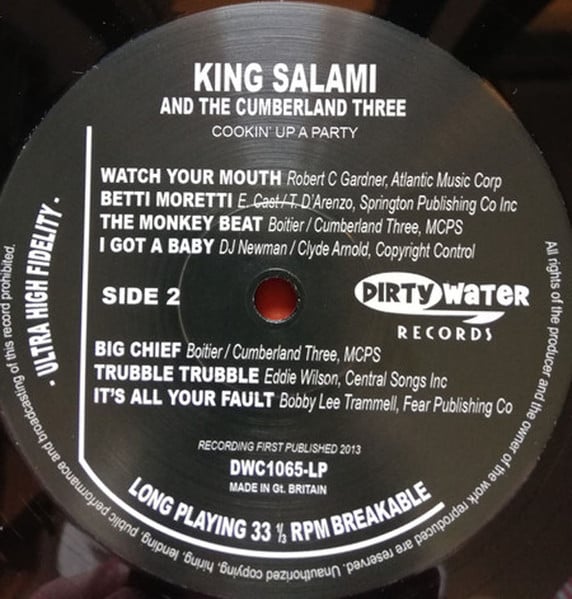 KING SALAMI
AND THE CUMBERLAND THREE
COOKIN' UP A PARTY
WATCH YOUR MOUTH Robert C Gardner, Atlantic Music Corp
BETTI MORETTI E. Cast / T. D'Arenzo, Springton Publishing Co Inc
THE MONKEY BEAT Boitier / Cumberland Three, MCPS
I GOT A BABY DJ Newman / Clyde Arnold, Copyright Control
SIDE 2
DIRTY WATER
RECORDS
BIG CHIEF Boitier / Cumberland Three, MCPS
TRUBBLE TRUBBLE Eddie Wilson, Central Songs Inc
IT'S ALL YOUR FAULT Bobby Lee Trammell, Fear Publishing Co
RECORDING FIRST PUBLISHED 2013
DWC1065-LP
MADE IN Gt. BRITAIN
· ULTRA HIGH FIDELITY ·
LONG PLAYING 33 ⅓ RPM BREAKABLE
All rights of the producer and the owner of the work reproduced are reserved. Unauthorized copying, hiring, lending, public performance and broadcasting of this record prohibited.